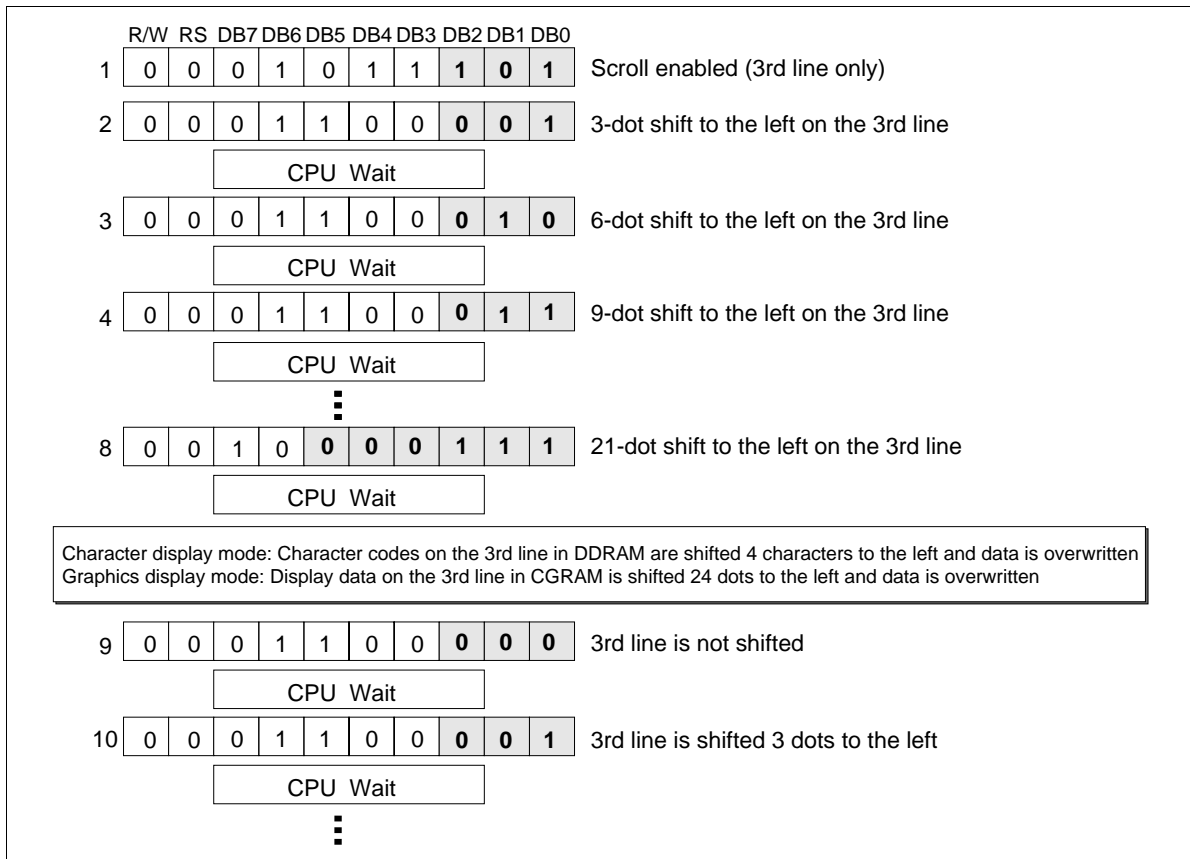 R/W RS DB7 DB6 DB5 DB4 DB3 DB2 DB1 DB0
1 0 0 0 1 0 1 1 1 0 1 Scroll enabled (3rd line only)
2 0 0 0 1 1 0 0 0 0 1 3-dot shift to the left on the 3rd line
CPU Wait
3 0 0 0 1 1 0 0 0 1 0 6-dot shift to the left on the 3rd line
CPU Wait
4 0 0 0 1 1 0 0 0 1 1 9-dot shift to the left on the 3rd line
CPU Wait
8 0 0 1 0 0 0 0 1 1 1 21-dot shift to the left on the 3rd line
CPU Wait
Character display mode: Character codes on the 3rd line in DDRAM are shifted 4 characters to the left and data is overwritten
Graphics display mode: Display data on the 3rd line in CGRAM is shifted 24 dots to the left and data is overwritten
9 0 0 0 1 1 0 0 0 0 0 3rd line is not shifted
CPU Wait
10 0 0 0 1 1 0 0 0 0 1 3rd line is shifted 3 dots to the left
CPU Wait